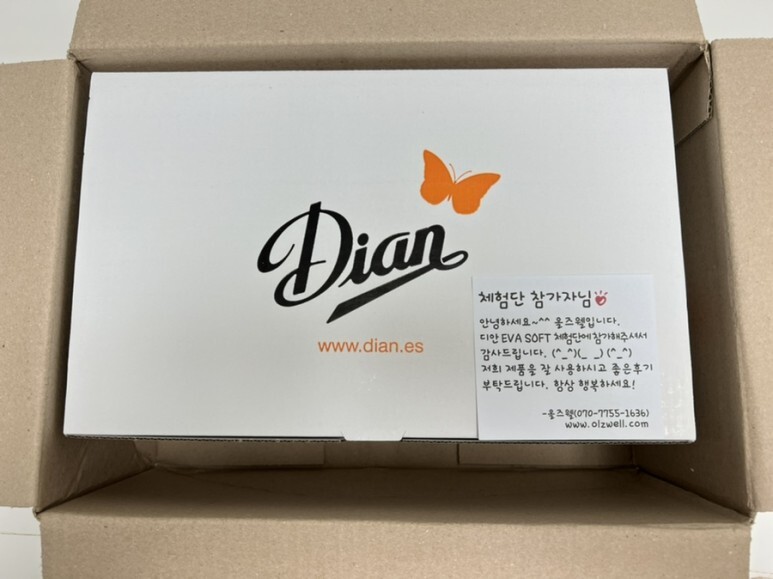 Dian
www.dian.es
체험단 참가자님
안녕하세요~^^ 올즈웰입니다.
디안 EVA SOFT 체험단에 참가해주셔서
감사드립니다. (^_^)(_ _)(^_^)
저희 제품을 잘 사용하시고 좋은후기
부탁드립니다. 항상 행복하세요!
-올즈웰(070-7755-1636)
www.olzwell.com